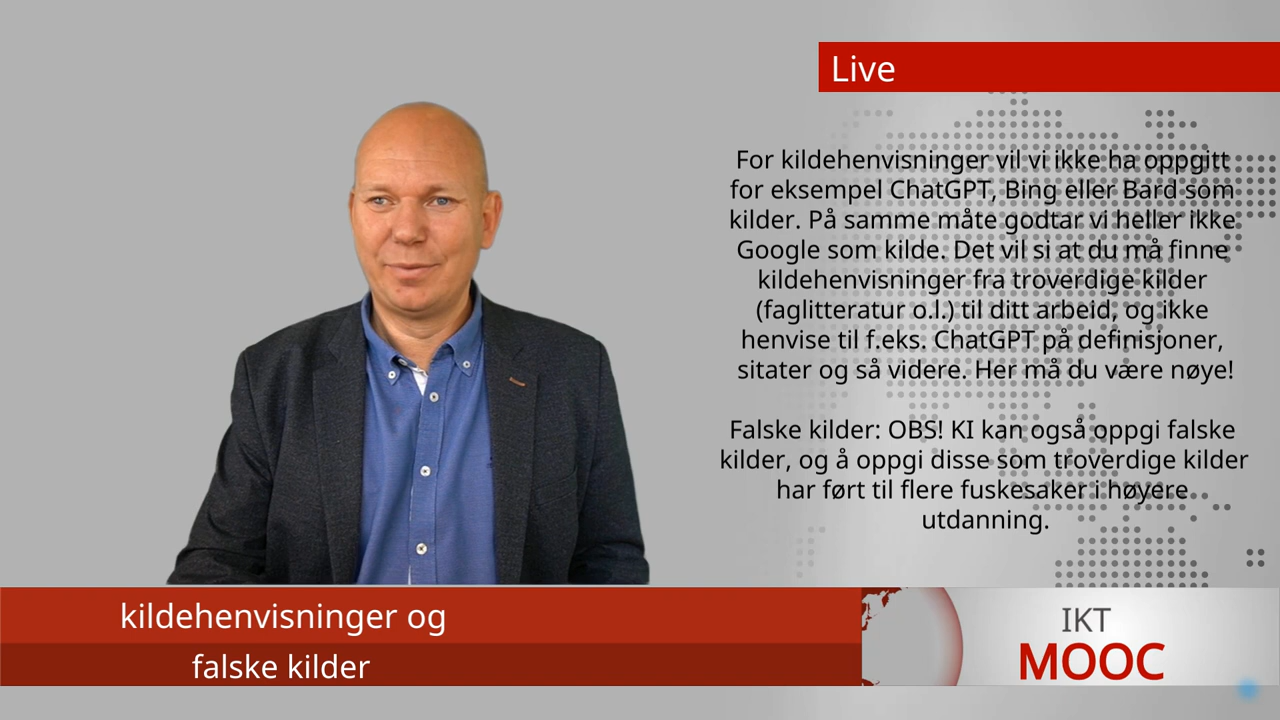 Live
For kildehenvisninger vil vi ikke ha oppgitt
for eksempel ChatGPT, Bing eller Bard som
kilder. På samme måte godtar vi heller ikke
Google som kilde. Det vil si at du må finne
kildehenvisninger fra troverdige kilder
(faglitteratur o.l.) til ditt arbeid, og ikke
henvise til f.eks. ChatGPT på definisjoner,
sitater og så videre. Her må du være nøye!
Falske kilder: OBS! KI kan også oppgi falske
kilder, og å oppgi disse som troverdige kilder
har ført til flere fuskesaker i høyere
utdanning.
kildehenvisninger og
falske kilder
IKT
MOOC